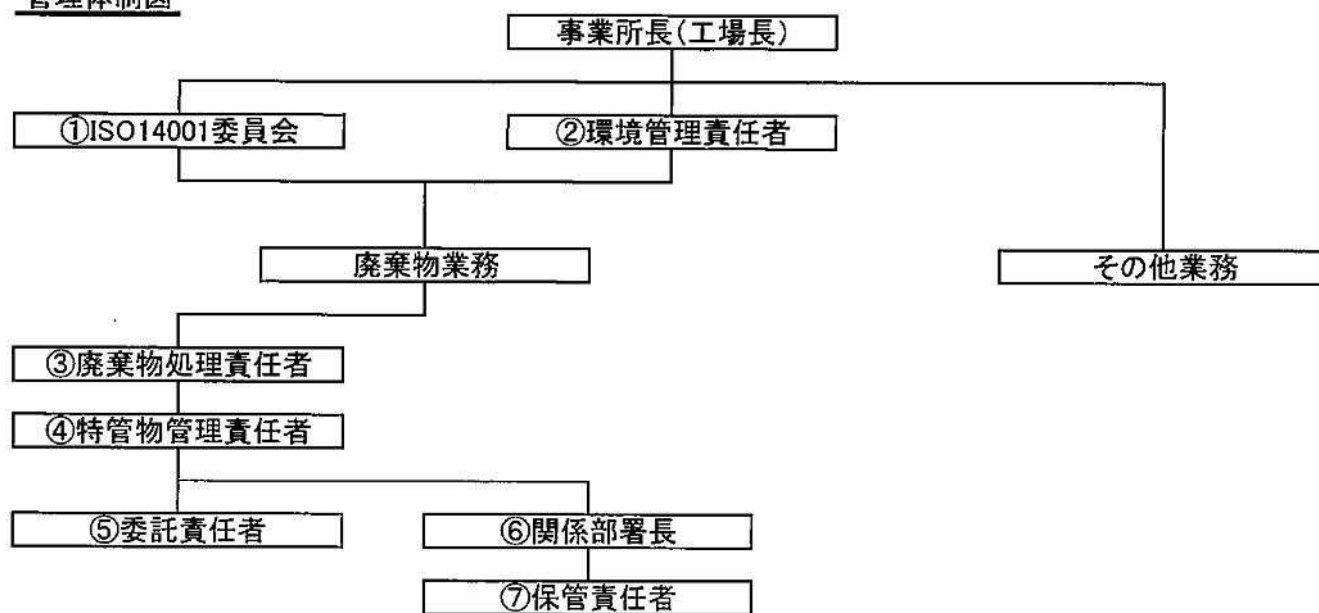 管理体制図
事業所長(工場長)
①ISO14001委員会
②環境管理責任者
廃棄物業務
その他業務
③廃棄物処理責任者
④特管物管理責任者
⑤委託責任者
⑥関係部署長
⑦保管責任者